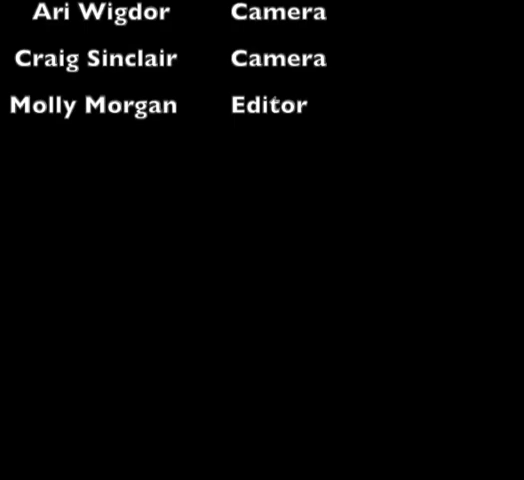 Ari Wigdor Camera
Craig Sinclair Camera
Molly Morgan Editor